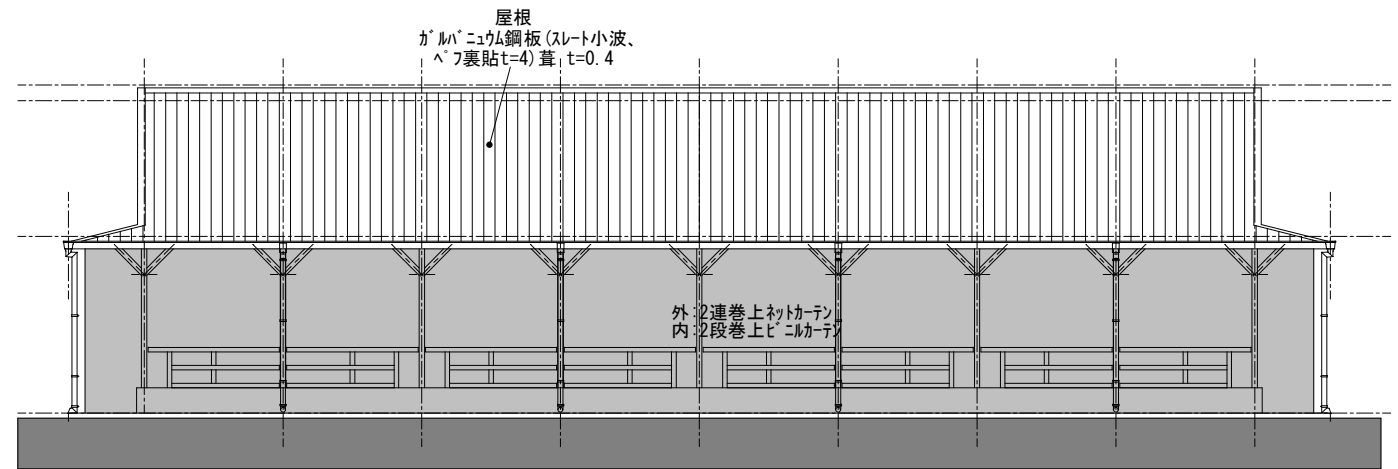 屋根
ガルバニュウム鋼板(スレート小波、
ペフ裏貼t=4)葺 t=0.4
外:2連巻上ネットカーテン
内:2段巻上ビニルカーテン